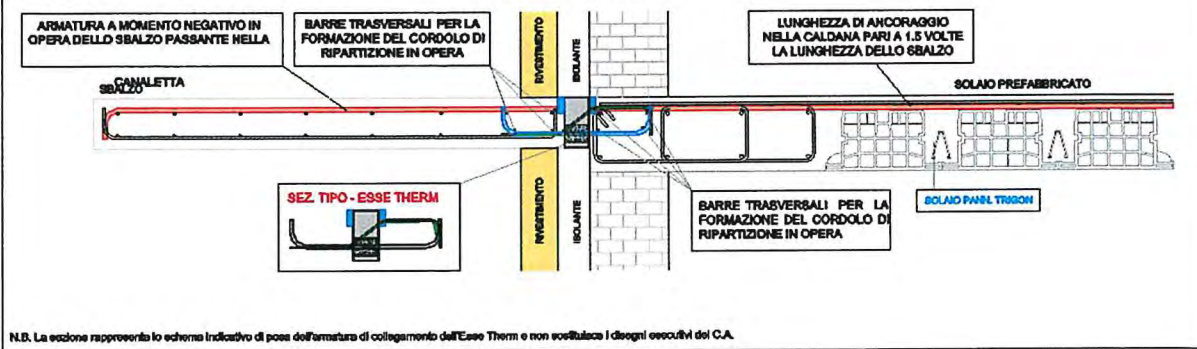 ARMATURA A MOMENTO NEGATIVO IN
OPERA DELLO SBALZO PASSANTE NELLA
CANALETTA
SBALZO
BARRE TRASVERSALI PER LA
FORMAZIONE DEL CORDOLO DI
RIPARTIZIONE IN OPERA
RIVESTIMENTO
ISOLANTE
LUNGHEZZA DI ANCORAGGIO
NELLA CALDANA PARI A 1.5 VOLTE
LA LUNGHEZZA DELLO SBALZO
SOLAIO PREFABBRICATO
SEZ. TIPO - ESSE THERM
RIVESTIMENTO
ISOLANTE
BARRE TRASVERSALI PER LA
FORMAZIONE DEL CORDOLO DI
RIPARTIZIONE IN OPERA
SOLAIO PANN. TRIGON
N.B. La sezione rappresenta lo schema indicativo di posa dell'armatura di collegamento dell'Esse Therm e non sostituisce i disegni esecutivi dei C.A.